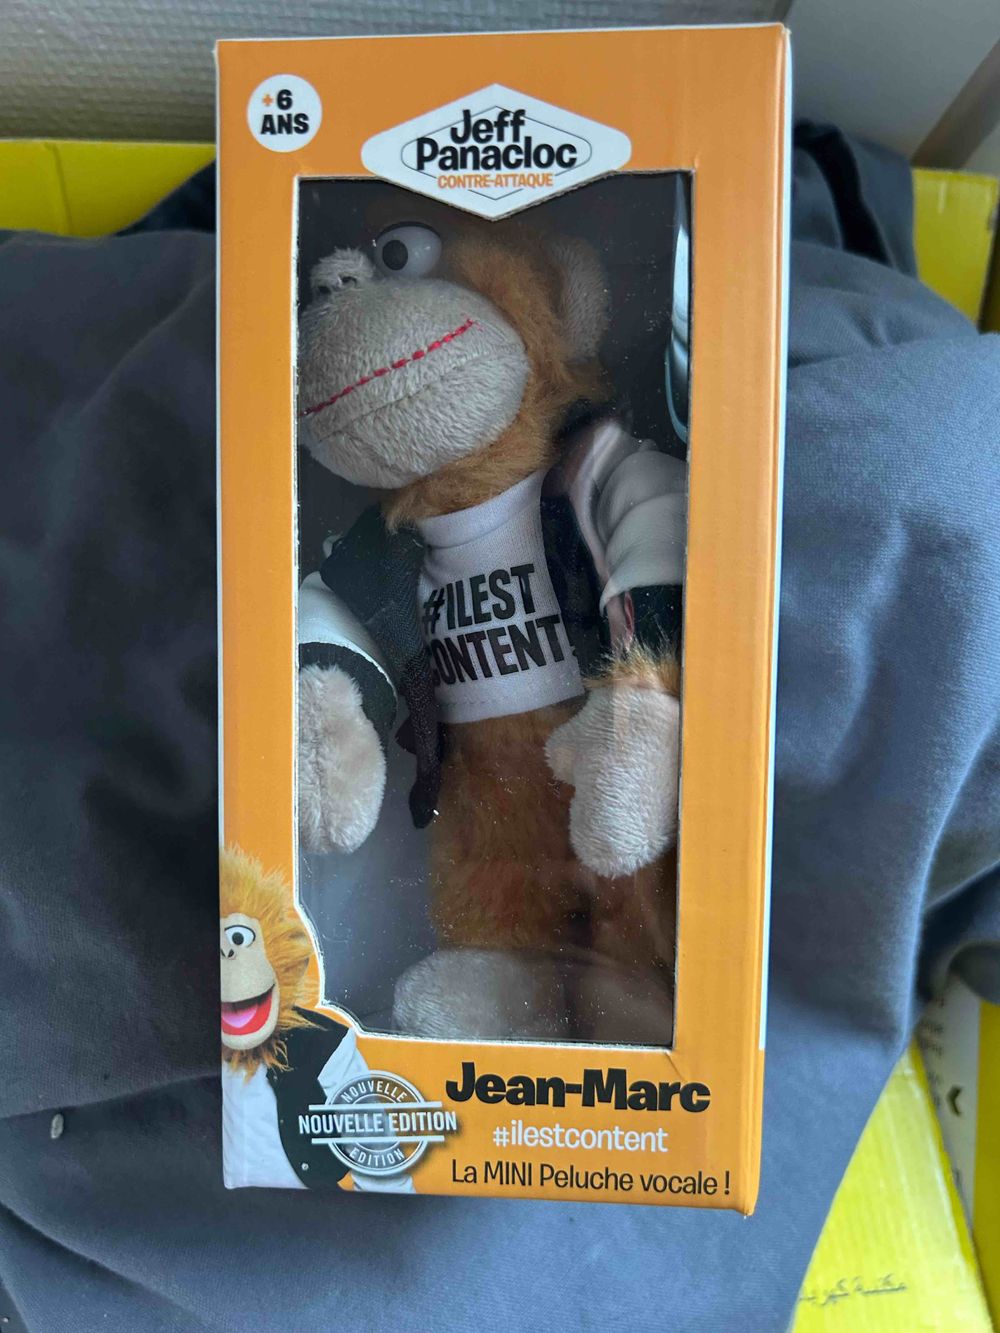 +6
ANS
Jeff
Panacloc
CONTRE-ATTAQUE
#ILEST
CONTENT
NOUVELLE
NOUVELLE EDITION
EDITION
Jean-Marc
#ilestcontent
La MINI Peluche vocale !
مكتبة